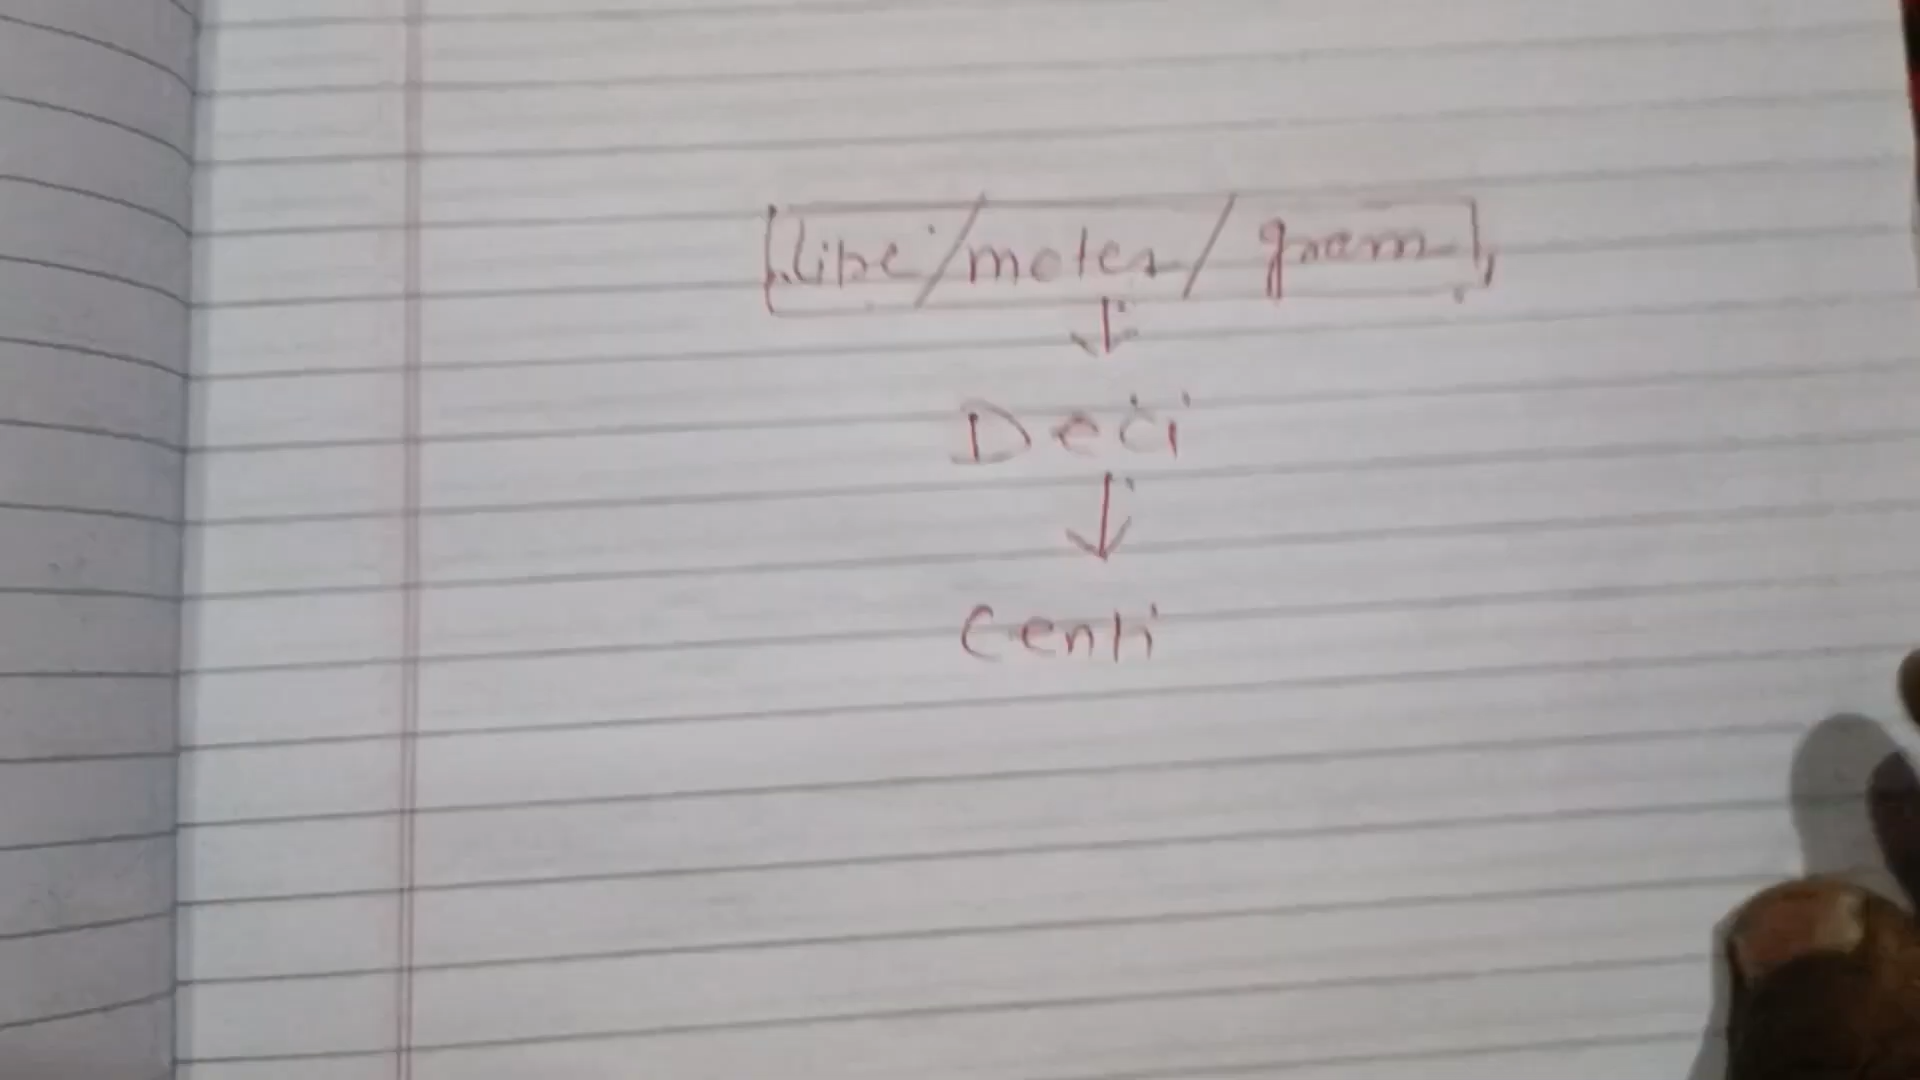 litre/meter/gram
↓
Deci
↓
Centi